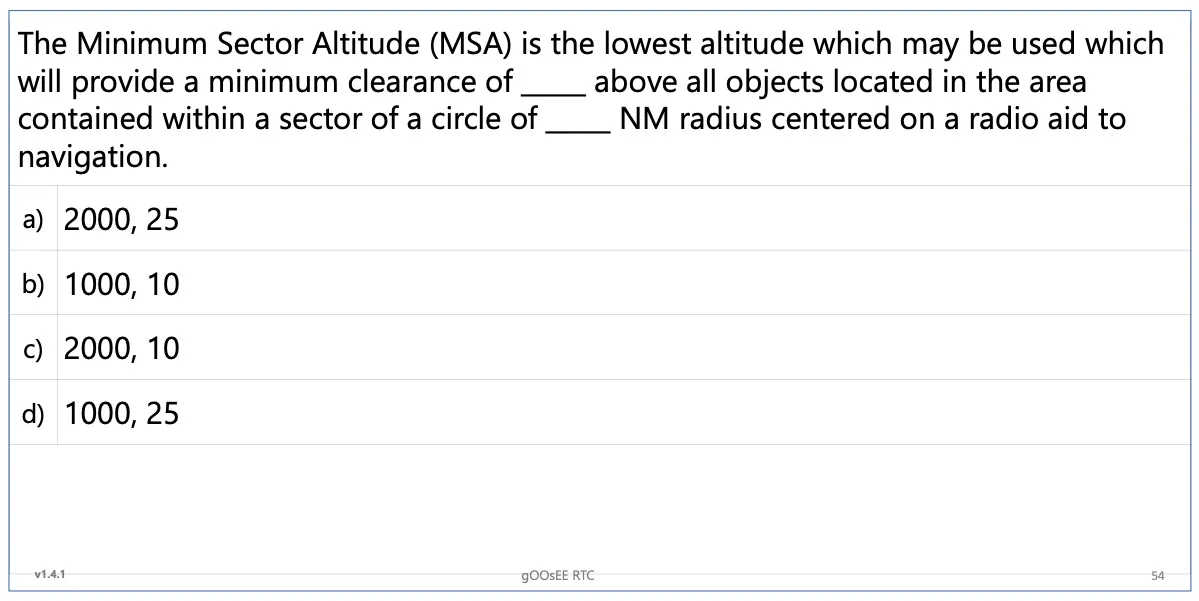 The Minimum Sector Altitude (MSA) is the lowest altitude which may be used which
will provide a minimum clearance of _____ above all objects located in the area
contained within a sector of a circle of _____ NM radius centered on a radio aid to
navigation.
a) 2000, 25
b) 1000, 10
c) 2000, 10
d) 1000, 25
v1.4.1 gOOsEE RTC 54